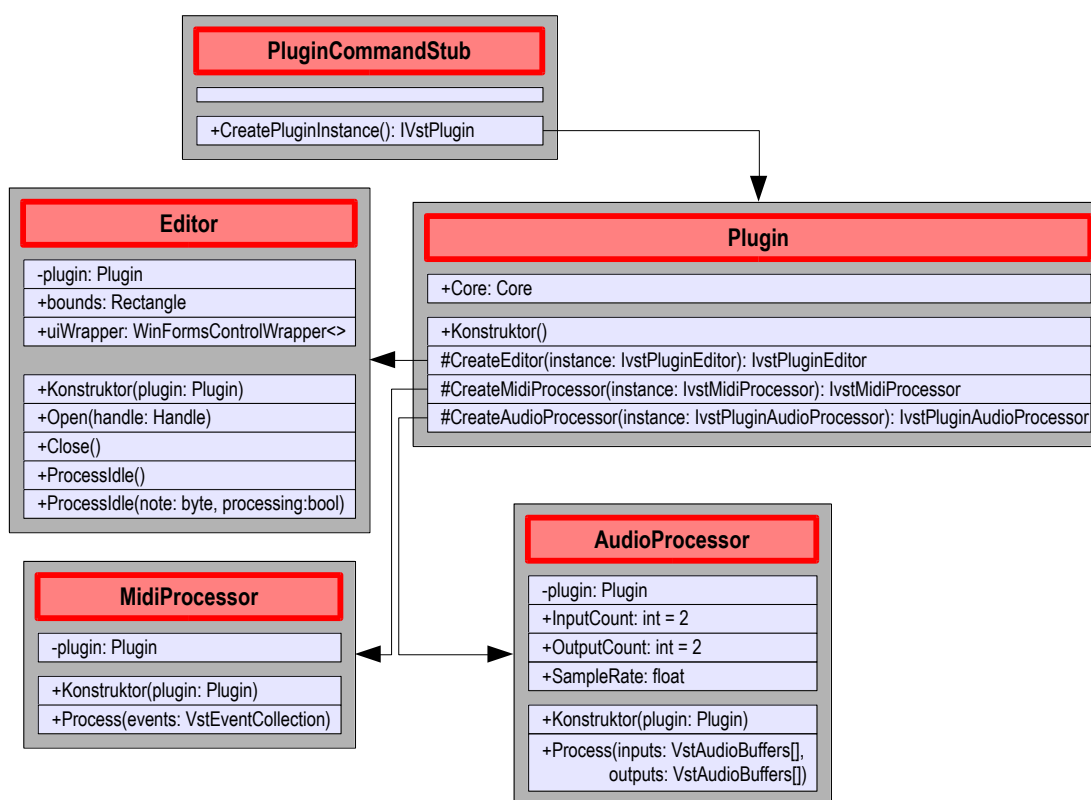 PluginCommandStub
+CreatePluginInstance(): IVstPlugin
Editor
-plugin: Plugin
+bounds: Rectangle
+uiWrapper: WinFormsControlWrapper<>
+Konstruktor(plugin: Plugin)
+Open(handle: Handle)
+Close()
+ProcessIdle()
+ProcessIdle(note: byte, processing:bool)
Plugin
+Core: Core
+Konstruktor()
#CreateEditor(instance: IvstPluginEditor): IvstPluginEditor
#CreateMidiProcessor(instance: IvstMidiProcessor): IvstMidiProcessor
#CreateAudioProcessor(instance: IvstPluginAudioProcessor): IvstPluginAudioProcessor
MidiProcessor
-plugin: Plugin
+Konstruktor(plugin: Plugin)
+Process(events: VstEventCollection)
AudioProcessor
-plugin: Plugin
+InputCount: int = 2
+OutputCount: int = 2
+SampleRate: float
+Konstruktor(plugin: Plugin)
+Process(inputs: VstAudioBuffers[],
outputs: VstAudioBuffers[])